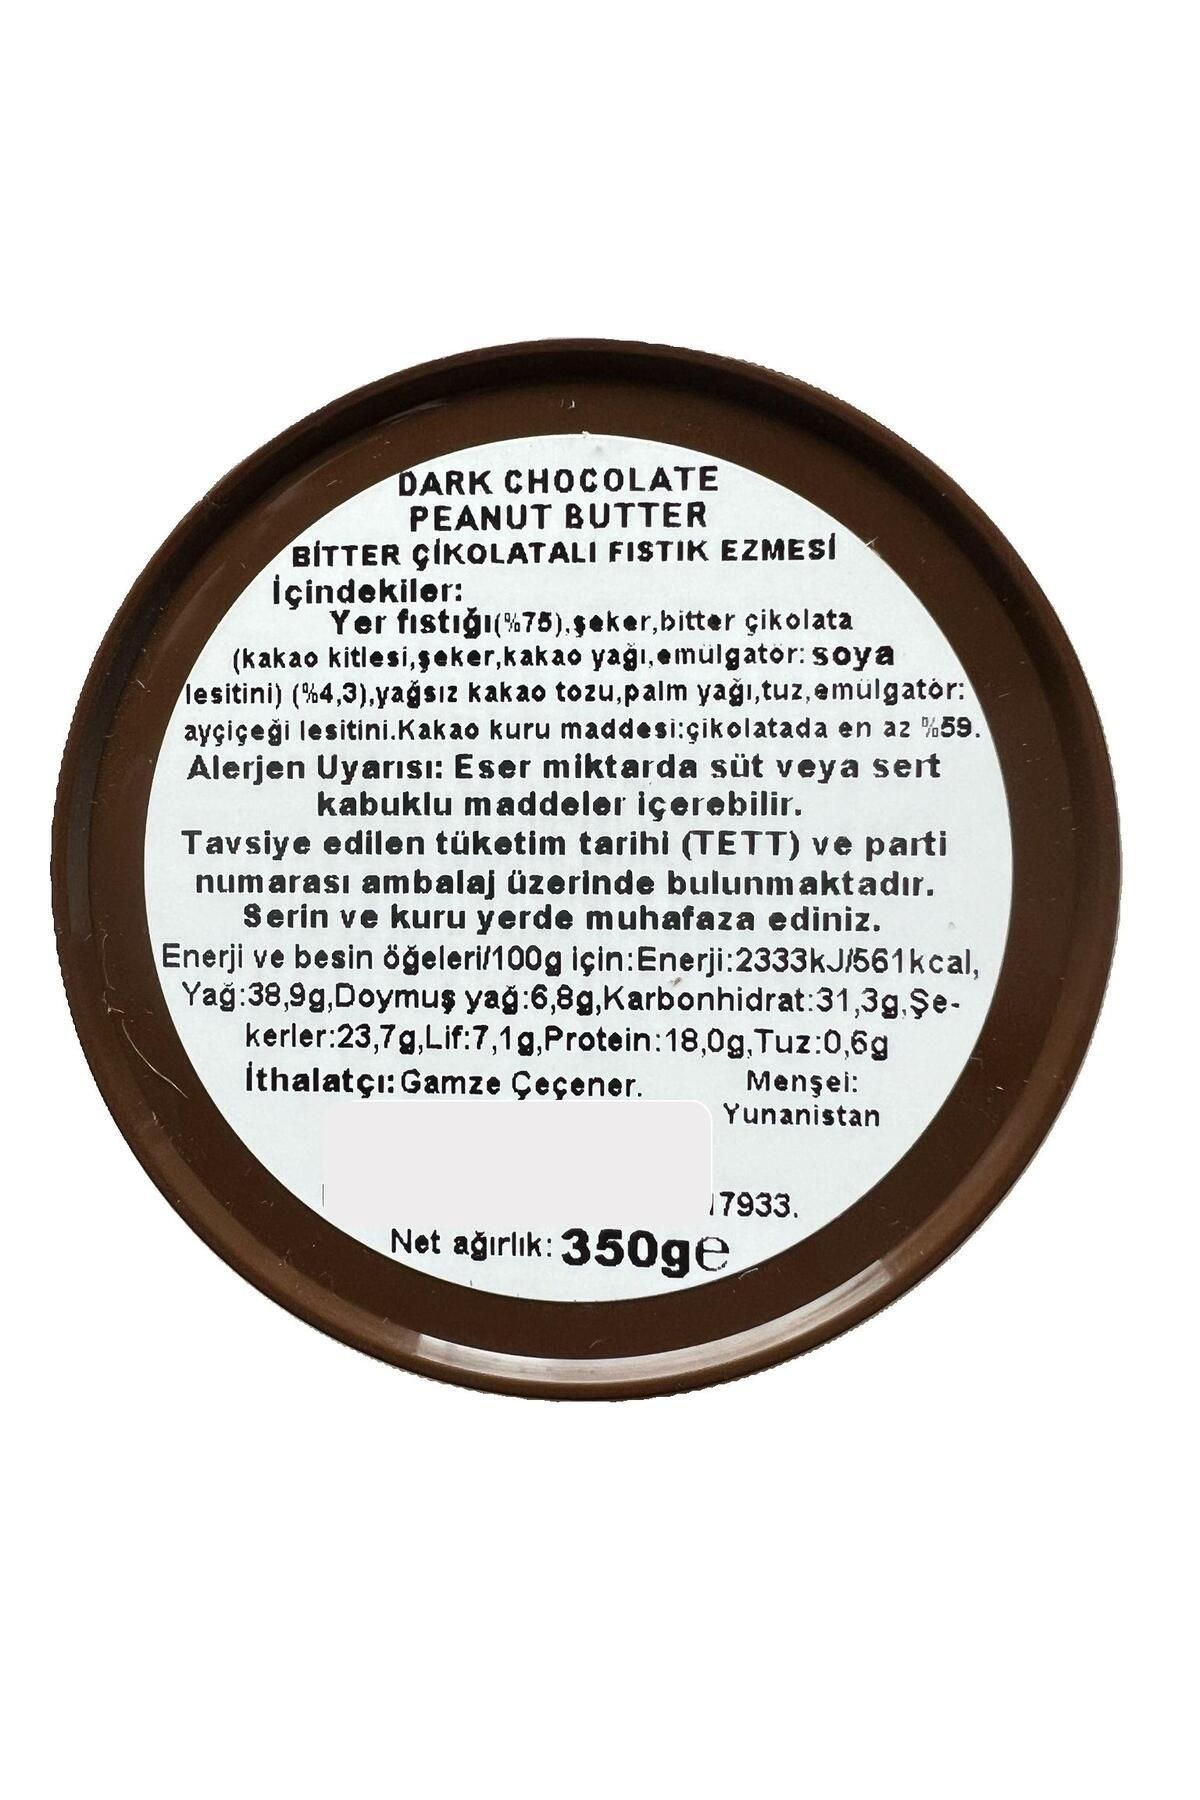 DARK CHOCOLATE
PEANUT BUTTER
BİTTER ÇİKOLATALI FISTIK EZMESİ
İçindekiler:
Yer fıstığı(%75),şeker,bitter çikolata
(kakao kitlesi,şeker,kakao yağı,emülgatör: soya
lesitini) (%4,3),yağsız kakao tozu,palm yağı,tuz,emülgatör:
ayçiçeği lesitini.Kakao kuru maddesi:çikolatada en az %59.
Alerjen Uyarısı: Eser miktarda süt veya sert
kabuklu maddeler içerebilir.
Tavsiye edilen tüketim tarihi (TETT) ve parti
numarası ambalaj üzerinde bulunmaktadır.
Serin ve kuru yerde muhafaza ediniz.
Enerji ve besin öğeleri/100g için:Enerji:2333kJ/561kcal,
Yağ:38,9g,Doymuş yağ:6,8g,Karbonhidrat:31,3g,Şe-
kerler:23,7g,Lif:7,1g,Protein:18,0g,Tuz:0,6g
İthalatçı: Gamze Çeçener. Menşei:
Yunanistan
17933.
Net ağırlık: 350g℮